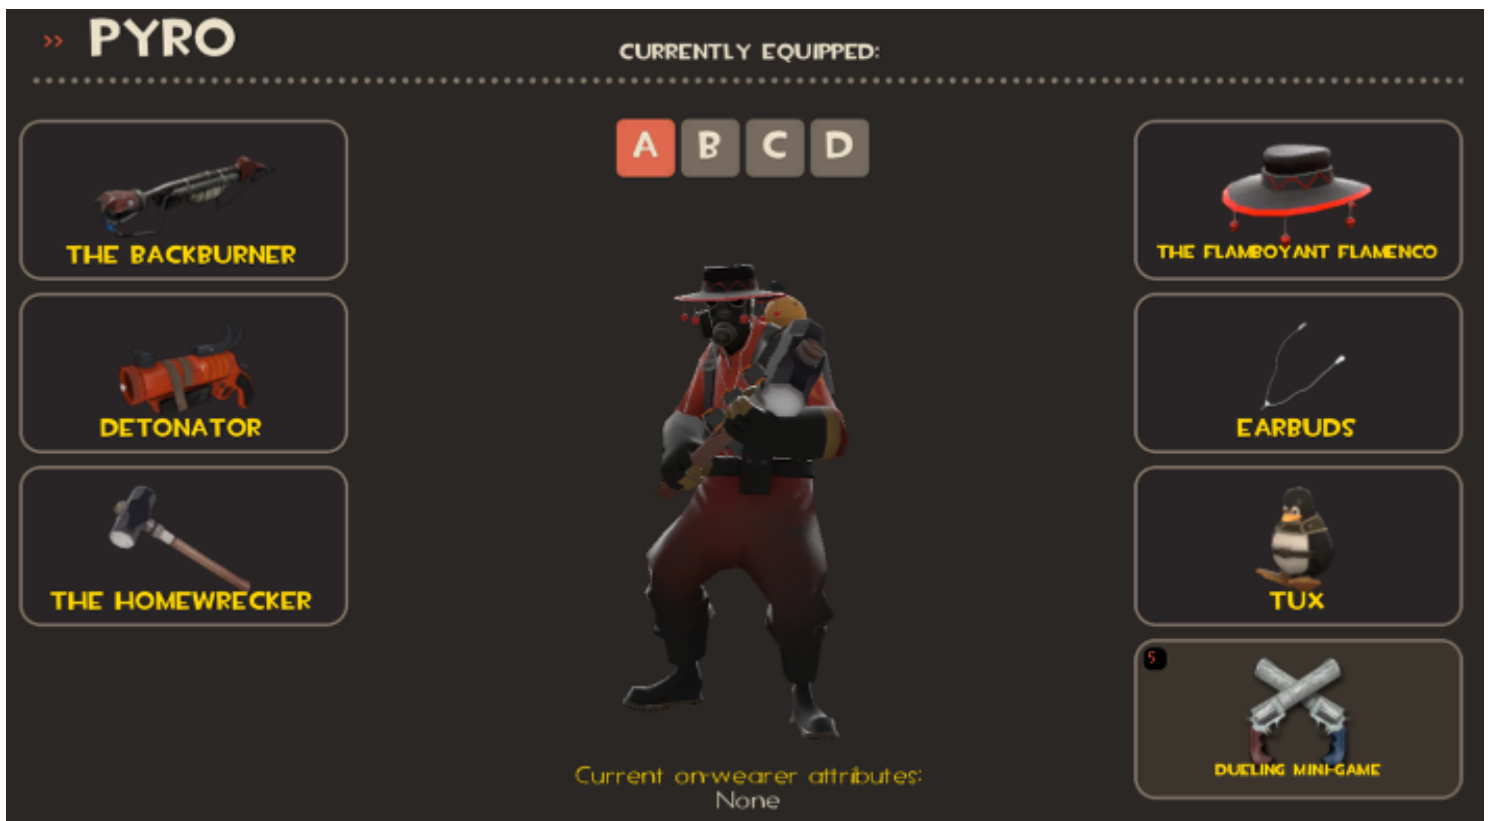 >> PYRO
CURRENTLY EQUIPPED:
A B C D
THE BACKBURNER
DETONATOR
THE HOMEWRECKER
THE FLAMBOYANT FLAMENCO
EARBUDS
TUX
5
DUELING MINI-GAME
Current on-wearer attributes:
None